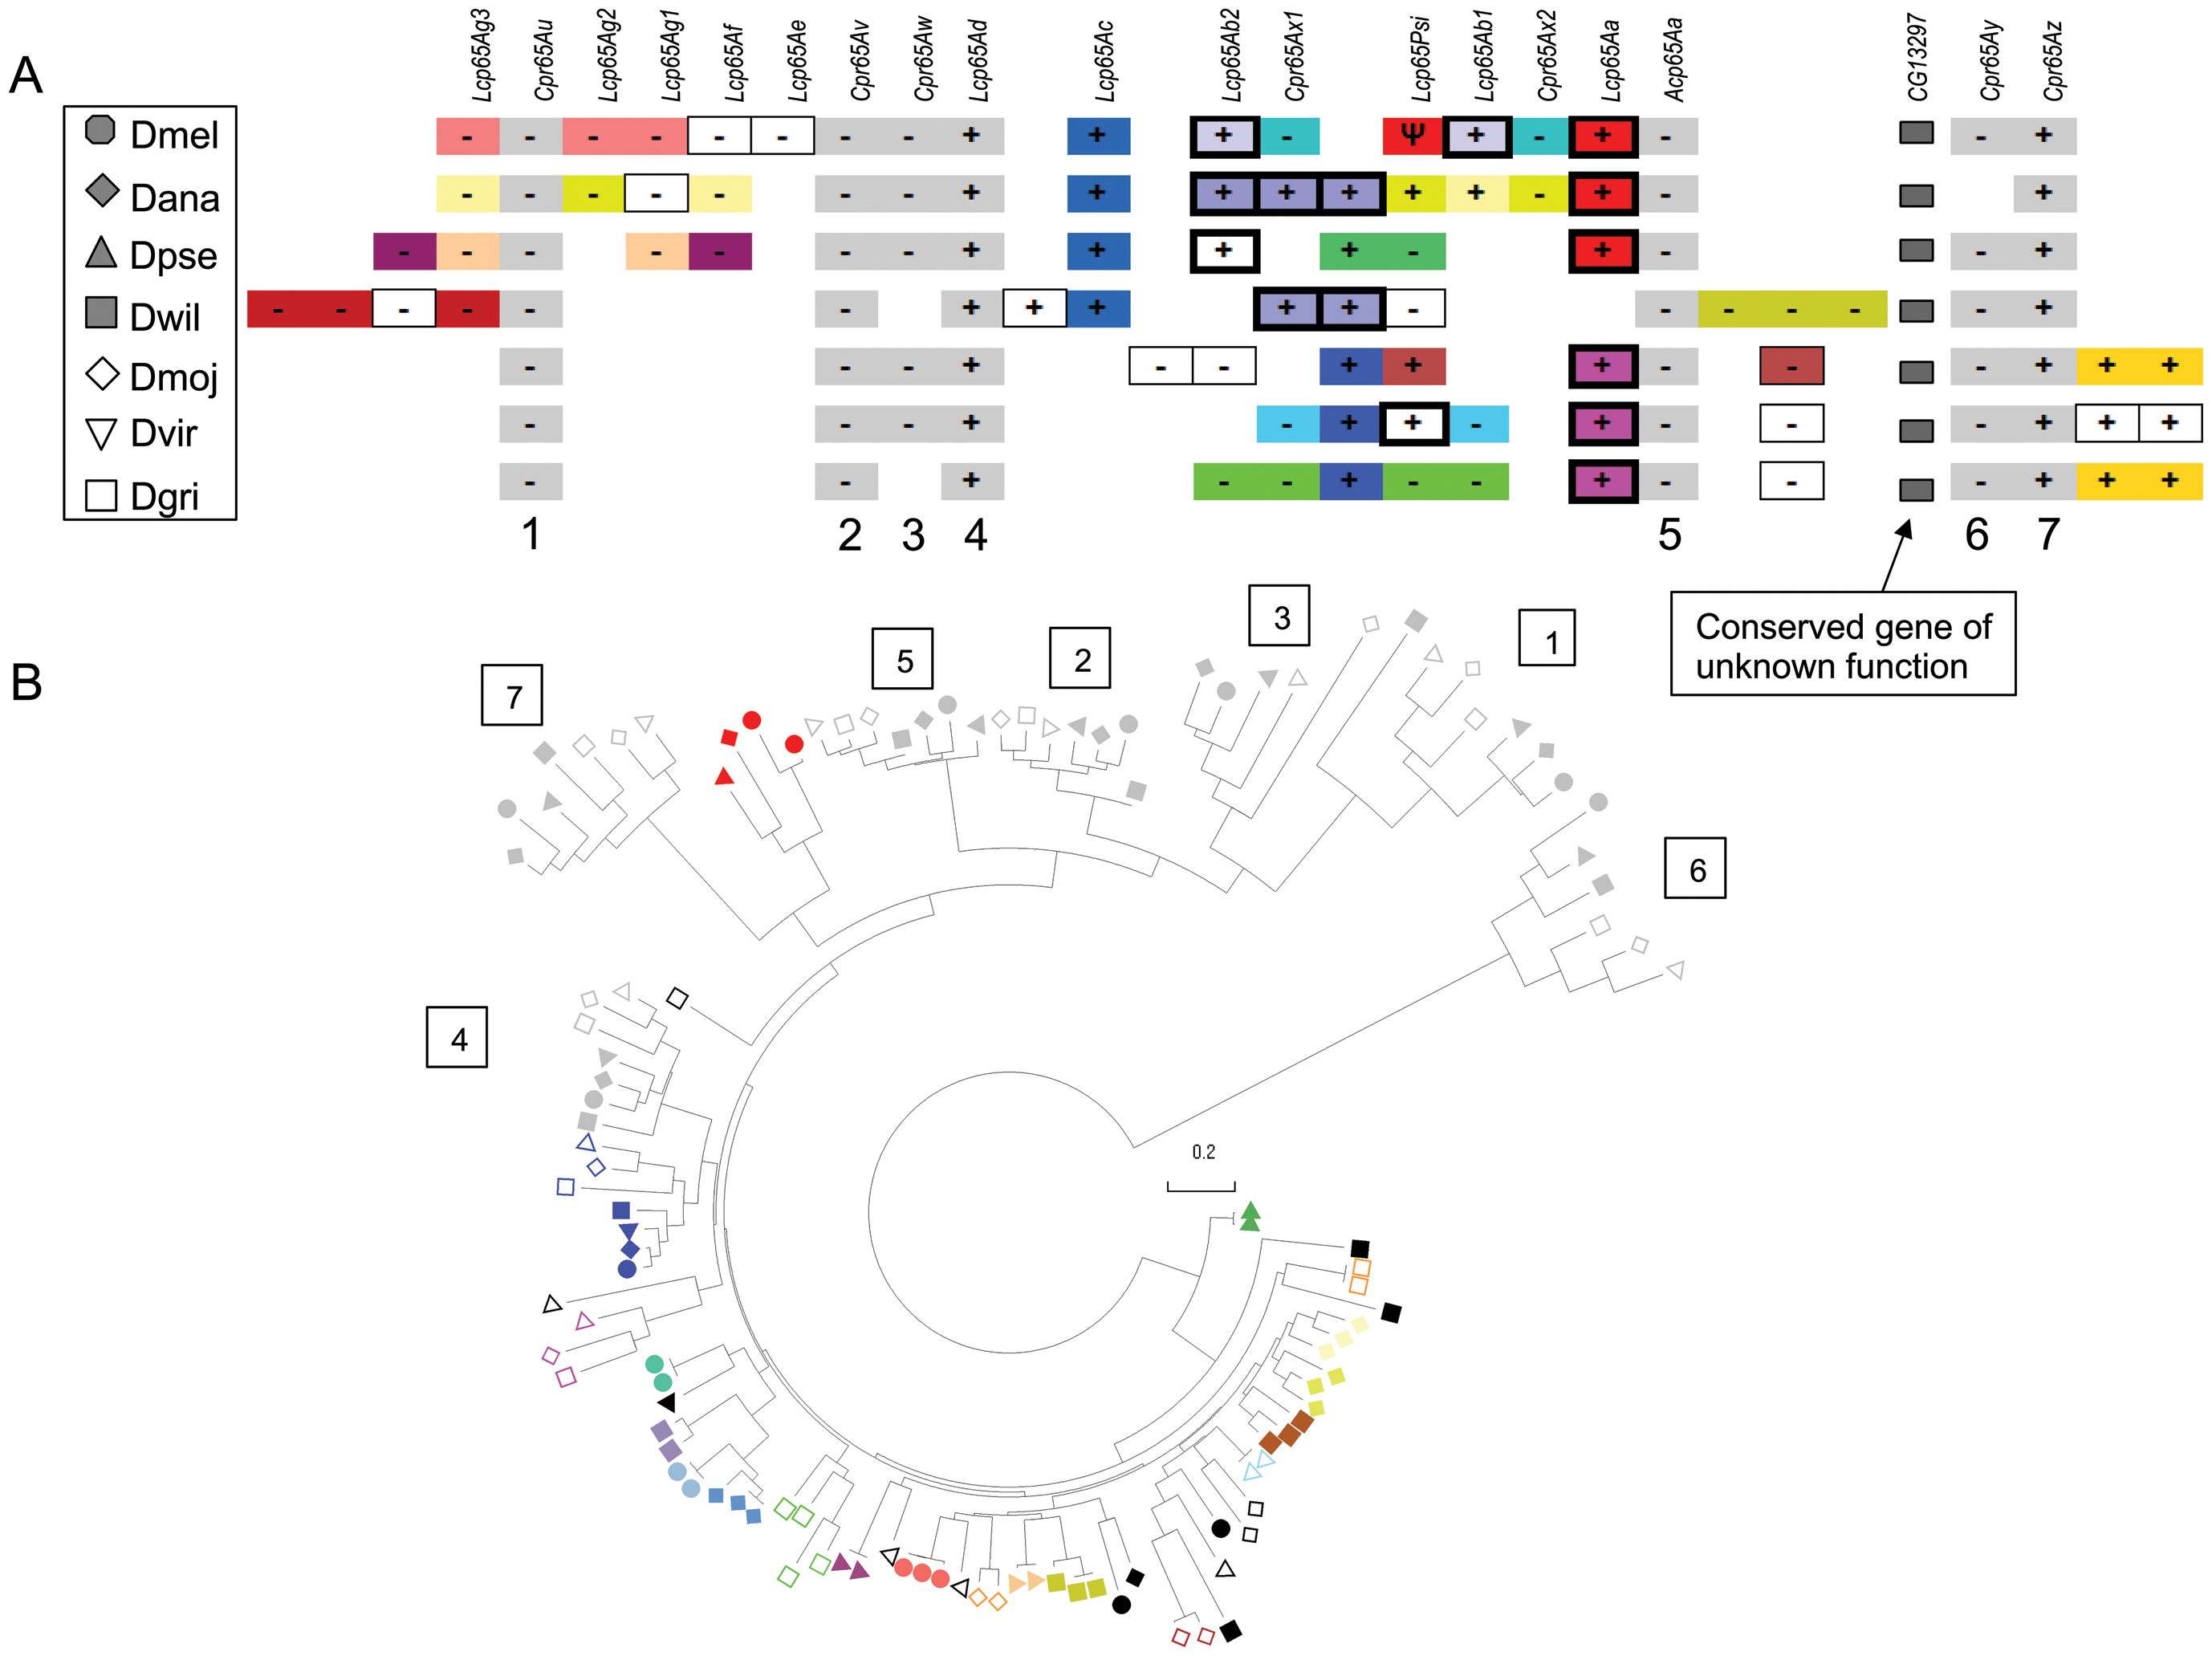 Lcp65Ag3 Cpr65Au Lcp65Ag2 Lcp65Ag1 Lcp65Af Lcp65Ae Cpr65Av Cpr65Aw Lcp65Ad Lcp65Ac Lcp65Ab2 Cpr65Ax1 Lcp65Psi Lcp65Ab1 Cpr65Ax2 Lcp65Aa Acp65Aa CG13297 Cpr65Ay Cpr65Az
A
Dmel - - - - - - - - + + + - Ψ + - + - - +
Dana - - - - - - - + + + + + + + - + - +
Dpse - - - - - - - + + + + - + - - +
Dwil - - - - - - + + + + + - - - - - - +
Dmoj - - - + - - + + + - - - + + +
Dvir - - - + - + + - + - - - + + +
Dgri - - + - - + - - + - - - + + +
1 2 3 4 5 6 7
Conserved gene of
unknown function
B
7 5 2 3 1
6
4
0.2